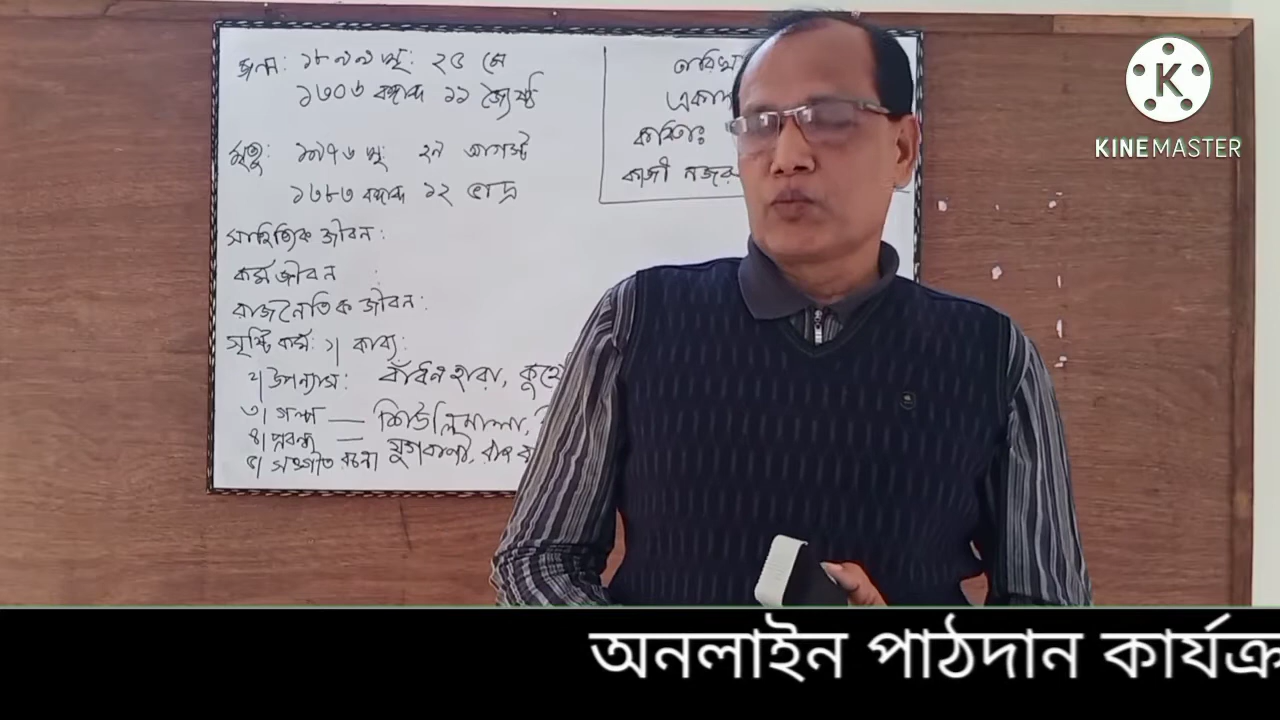 জন্ম: ১৮৯৯ খৃ: ২৫ মে
১৩০৬ বঙ্গাব্দ ১১ জ্যৈষ্ঠ
মৃত্যু: ১৯৭৬ খৃ ২৯ আগস্ট
১৩৮৩ বঙ্গাব্দ ১২ ভাদ্র
সাহিত্যিক জীবন:
কর্ম জীবন :
রাজনৈতিক জীবন:
সৃষ্টি কর্ম: ১| কাব্য:
২| উপন্যাস: বাঁধন হারা, কুহে
৩| গল্প — শিউলিমালা,
৪| প্রবন্ধ — যুগবাণী,
৫| সঙ্গীত রচনা
তারিখ
একাদ
কবিতাঃ
কাজী নজরু
KINEMASTER
অনলাইন পাঠদান কার্যক্র